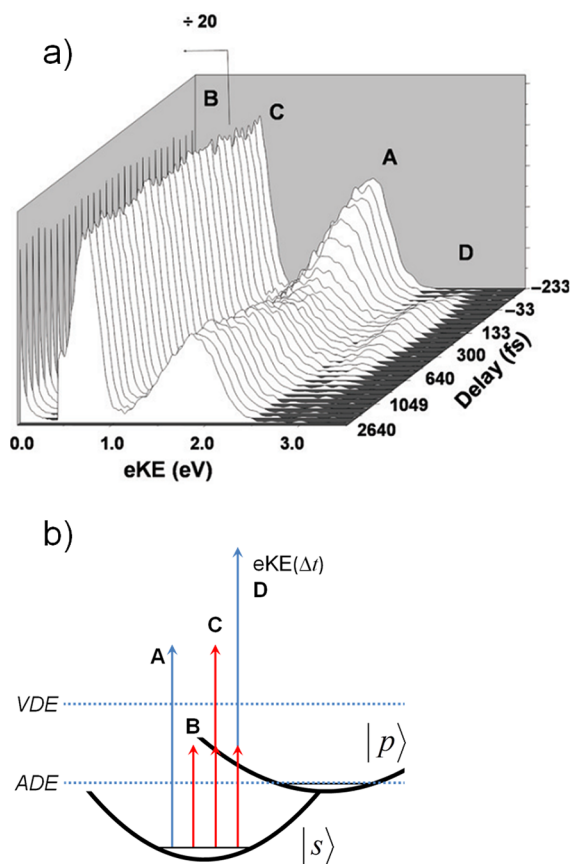 a)
÷ 20
B
C
A
D
−233
−33
133
300
640
1049
2640
Delay (fs)
0.0 1.0 2.0 3.0
eKE (eV)
b)
eKE(Δt)
D
C
A
B
VDE
|p⟩
ADE
|s⟩